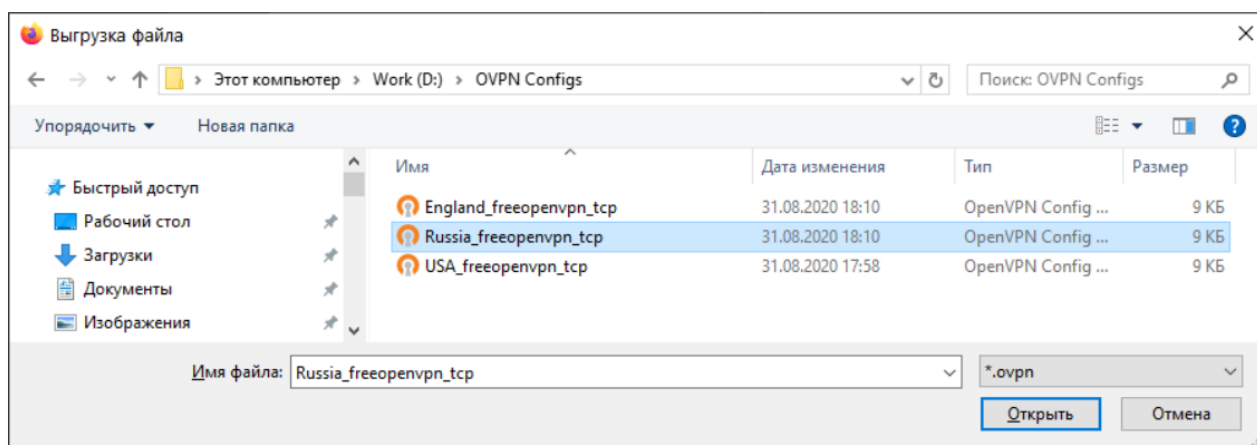 Выгрузка файла
Этот компьютер > Work (D:) > OVPN Configs
Поиск: OVPN Configs
Упорядочить
Новая папка
Имя
Дата изменения
Тип
Размер
Быстрый доступ
Рабочий стол
Загрузки
Документы
Изображения
England_freeopenvpn_tcp 31.08.2020 18:10 OpenVPN Config ... 9 КБ
Russia_freeopenvpn_tcp 31.08.2020 18:10 OpenVPN Config ... 9 КБ
USA_freeopenvpn_tcp 31.08.2020 17:58 OpenVPN Config ... 9 КБ
Имя файла: Russia_freeopenvpn_tcp
*.ovpn
Открыть
Отмена